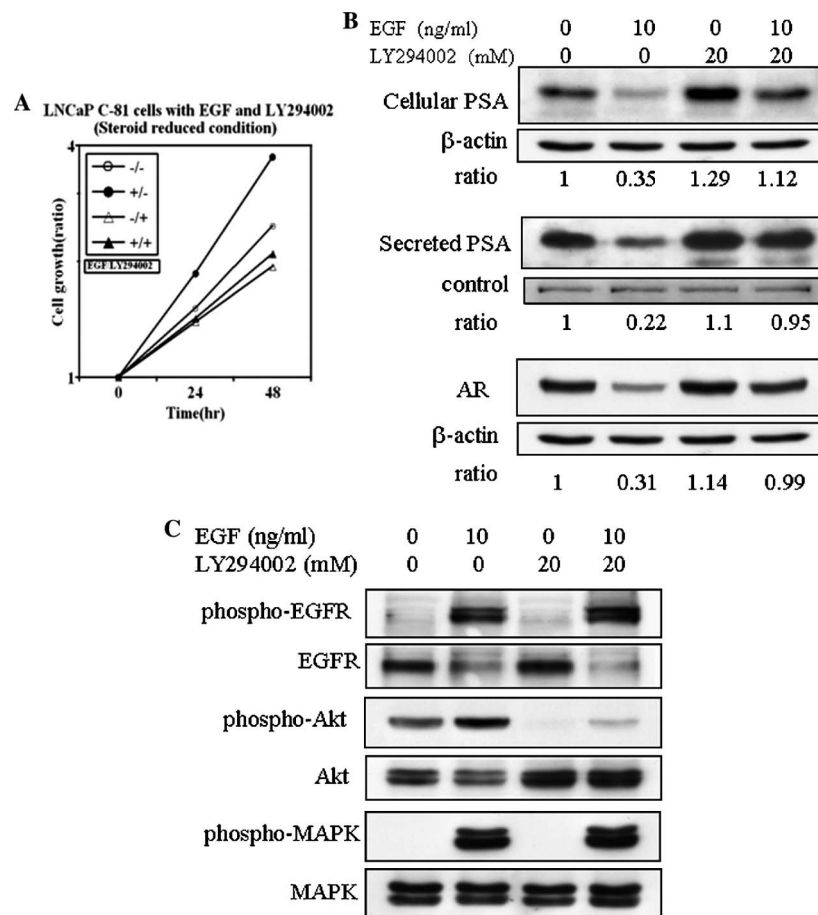 A
LNCaP C-81 cells with EGF and LY294002
(Steroid reduced condition)
4
-/-
+/-
-/+
+/+
EGF/LY294002
Cell growth(ratio)
1
0 24 48
Time(hr)
B
EGF (ng/ml) 0 10 0 10
LY294002 (mM) 0 0 20 20
Cellular PSA
β-actin
ratio 1 0.35 1.29 1.12
Secreted PSA
control
ratio 1 0.22 1.1 0.95
AR
β-actin
ratio 1 0.31 1.14 0.99
C
EGF (ng/ml) 0 10 0 10
LY294002 (mM) 0 0 20 20
phospho-EGFR
EGFR
phospho-Akt
Akt
phospho-MAPK
MAPK